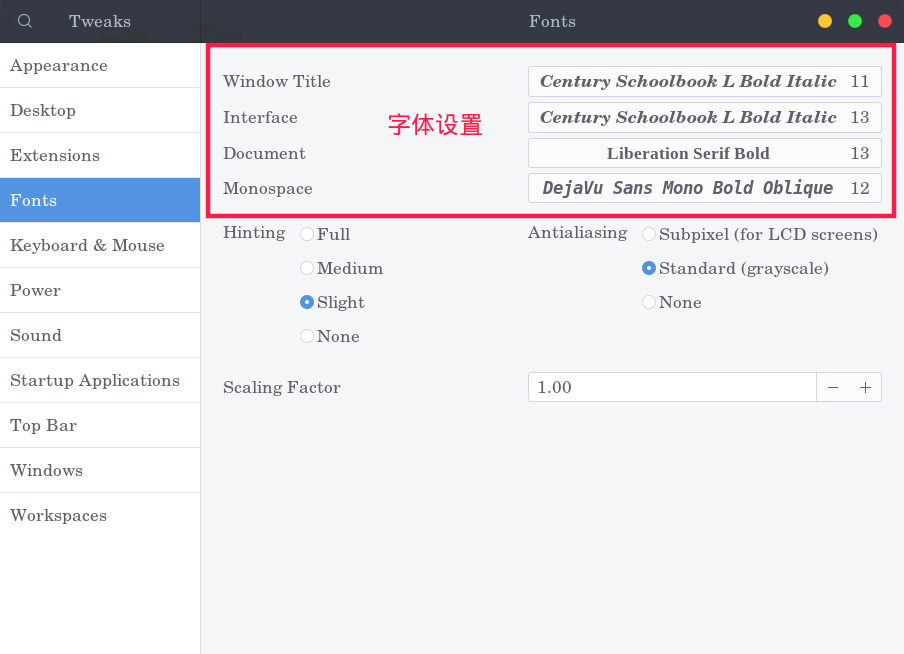 Tweaks
Fonts
Appearance
Desktop
Extensions
Fonts
Keyboard & Mouse
Power
Sound
Startup Applications
Top Bar
Windows
Workspaces
Window Title Century Schoolbook L Bold Italic 11
Interface Century Schoolbook L Bold Italic 13
字体设置
Document Liberation Serif Bold 13
Monospace DejaVu Sans Mono Bold Oblique 12
Hinting Full Antialiasing Subpixel (for LCD screens)
Medium Standard (grayscale)
Slight None
None
Scaling Factor 1.00 − +